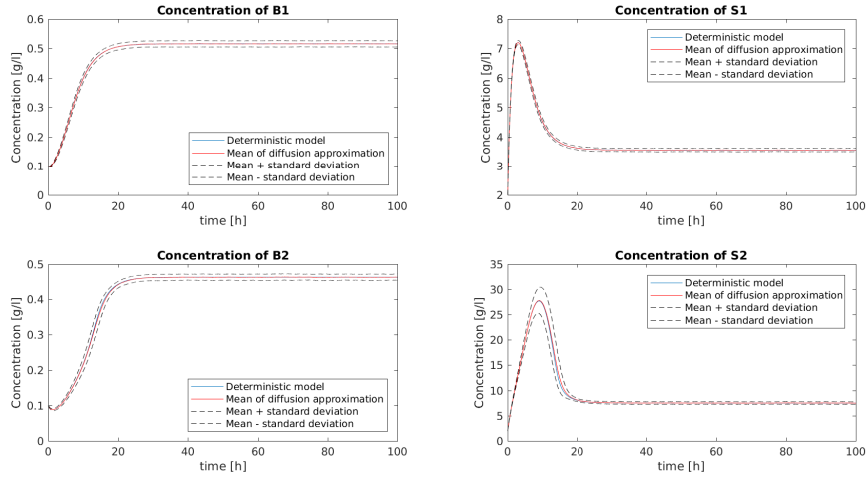 Concentration of B1
0.6
0.5
0.4
0.3
0.2
0.1
0
Concentration [g/l]
Deterministic model
Mean of diffusion approximation
Mean + standard deviation
Mean - standard deviation
0 20 40 60 80 100
time [h]
Concentration of S1
8
7
6
5
4
3
2
Concentration [g/l]
Deterministic model
Mean of diffusion approximation
Mean + standard deviation
Mean - standard deviation
0 20 40 60 80 100
time [h]
Concentration of B2
0.5
0.4
0.3
0.2
0.1
0
Concentration [g/l]
Deterministic model
Mean of diffusion approximation
Mean + standard deviation
Mean - standard deviation
0 20 40 60 80 100
time [h]
Concentration of S2
35
30
25
20
15
10
5
0
Concentration [g/l]
Deterministic model
Mean of diffusion approximation
Mean + standard deviation
Mean - standard deviation
0 20 40 60 80 100
time [h]